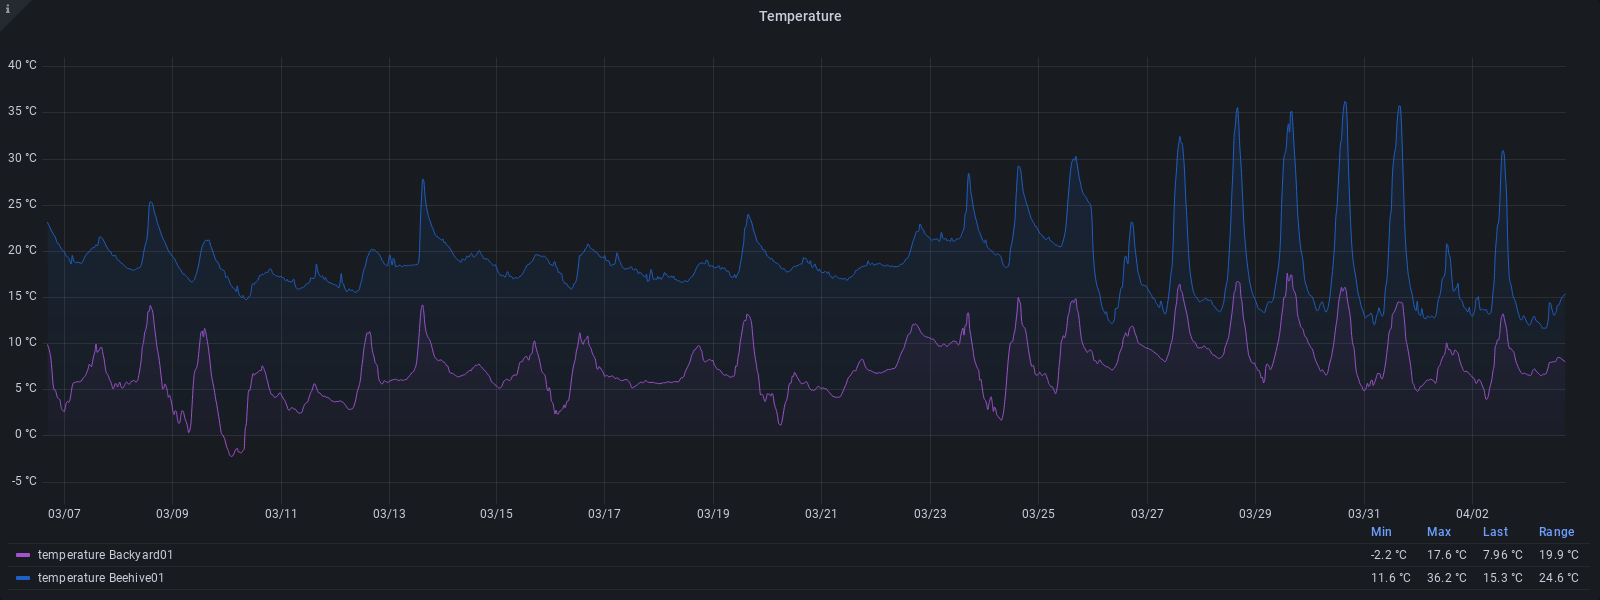 i
Temperature
40 °C
35 °C
30 °C
25 °C
20 °C
15 °C
10 °C
5 °C
0 °C
-5 °C
03/07 03/09 03/11 03/13 03/15 03/17 03/19 03/21 03/23 03/25 03/27 03/29 03/31 04/02
Min Max Last Range
temperature Backyard01 -2.2 °C 17.6 °C 7.96 °C 19.9 °C
temperature Beehive01 11.6 °C 36.2 °C 15.3 °C 24.6 °C